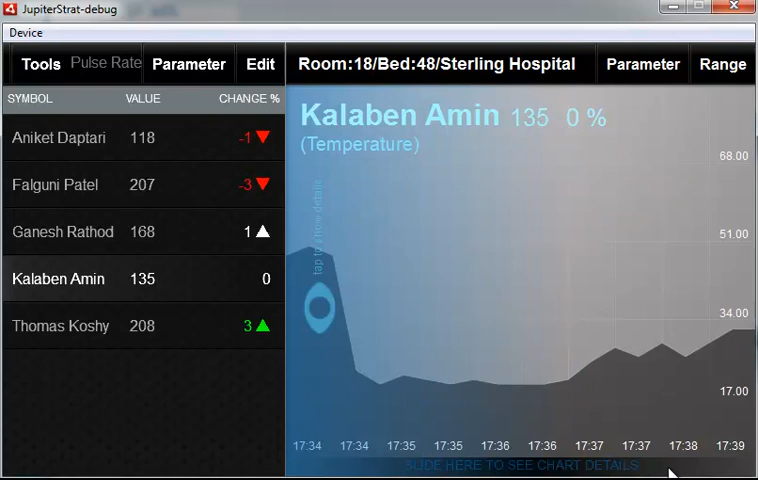 JupiterStrat-debug
Device
Tools Pulse Rate Parameter Edit
Room:18/Bed:48/Sterling Hospital Parameter Range
SYMBOL VALUE CHANGE %
Aniket Daptari 118 -1
Falguni Patel 207 -3
Ganesh Rathod 168 1
Kalaben Amin 135 0
Thomas Koshy 208 3
Kalaben Amin 135 0 %
(Temperature)
tap to show details
68.00
51.00
34.00
17.00
17:34 17:34 17:35 17:35 17:36 17:36 17:37 17:37 17:38 17:39
SLIDE HERE TO SEE CHART DETAILS